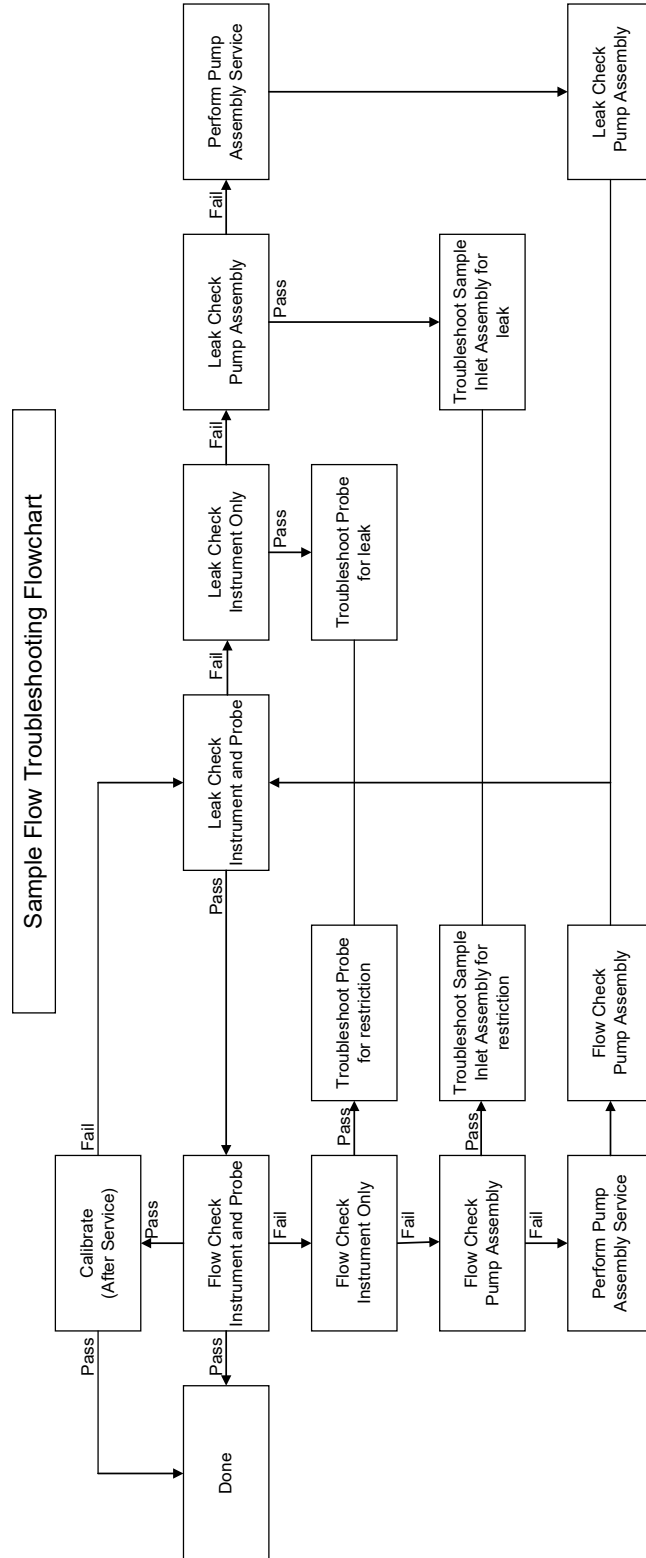 Sample Flow Troubleshooting Flowchart
Pass
Calibrate
(After Service)
Fail
Pass
Done
Pass
Flow Check
Instrument and Probe
Pass
Leak Check
Instrument and Probe
Fail
Leak Check
Instrument Only
Fail
Leak Check
Pump Assembly
Fail
Perform Pump
Assembly Service
Fail
Pass
Pass
Flow Check
Instrument Only
Pass
Troubleshoot Probe
for restriction
Troubleshoot Probe
for leak
Fail
Flow Check
Pump Assembly
Pass
Troubleshoot Sample
Inlet Assembly for
restriction
Troubleshoot Sample
Inlet Assembly for
leak
Fail
Perform Pump
Assembly Service
Flow Check
Pump Assembly
Leak Check
Pump Assembly